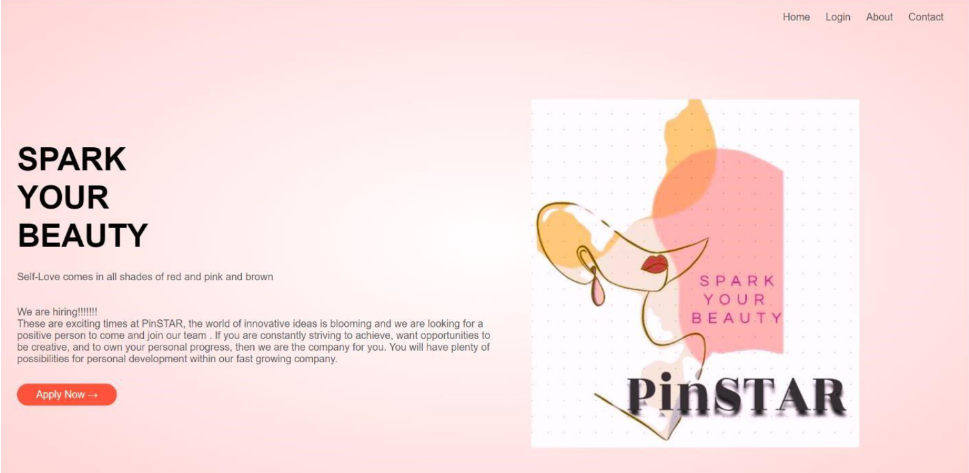 Home Login About Contact
SPARK
YOUR
BEAUTY
Self-Love comes in all shades of red and pink and brown
We are hiring!!!!!!!
These are exciting times at PinSTAR, the world of innovative ideas is blooming and we are looking for a
positive person to come and join our team . If you are constantly striving to achieve, want opportunities to
be creative, and to own your personal progress, then we are the company for you. You will have plenty of
possibilities for personal development within our fast growing company.
Apply Now →
SPARK
YOUR
BEAUTY
PinSTAR